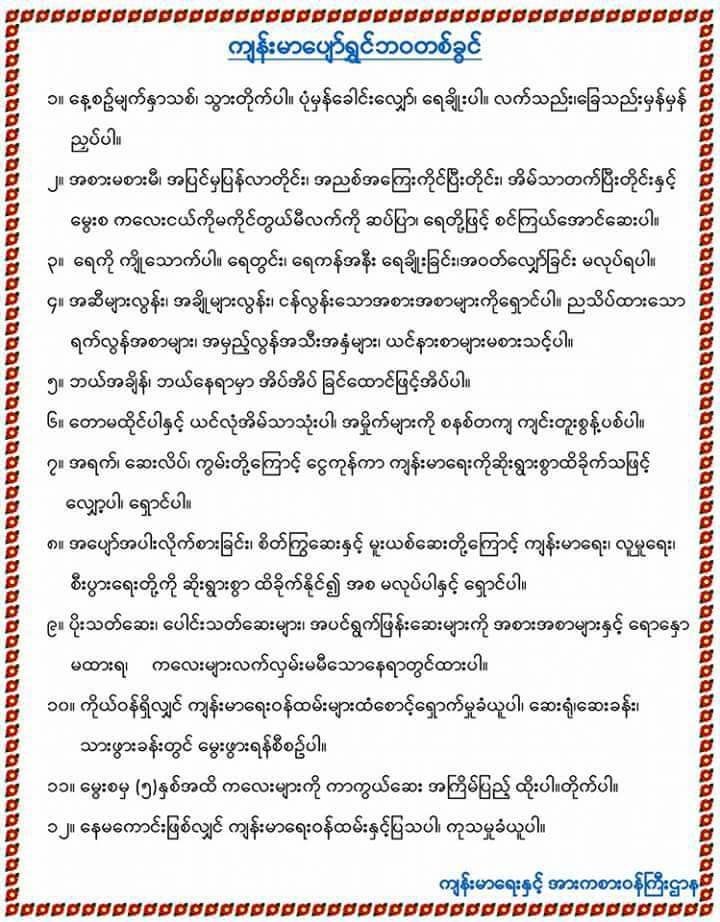 ကျန်းမာပျော်ရွှင်ဘဝတစ်ခွင်
၁။ နေ့စဉ်မျက်နှာသစ်၊ သွားတိုက်ပါ။ ပုံမှန်ခေါင်းလျှော်၊ ရေချိုးပါ။ လက်သည်း၊ခြေသည်းမှန်မှန်
ညှပ်ပါ။
၂။ အစားမစားမီ၊ အပြင်မှပြန်လာတိုင်း၊ အညစ်အကြေးကိုင်ပြီးတိုင်း၊ အိမ်သာတက်ပြီးတိုင်းနှင့်
မွေးစ ကလေးငယ်ကိုမကိုင်တွယ်မီလက်ကို ဆပ်ပြာ၊ ရေတို့ဖြင့် စင်ကြယ်အောင်ဆေးပါ။
၃။ ရေကို ကျိုသောက်ပါ။ ရေတွင်း၊ ရေကန်အနီး ရေချိုးခြင်း၊အဝတ်လျှော်ခြင်း မလုပ်ရပါ။
၄။ အဆီများလွန်း၊ အချိုများလွန်း၊ ငန်လွန်းသောအစားအစာများကိုရှောင်ပါ။ ညသိပ်ထားသော
ရက်လွန်အစာများ၊ အမှည့်လွန်အသီးအနှံများ၊ ယင်နားစာများမစားသင့်ပါ။
၅။ ဘယ်အချိန်၊ ဘယ်နေရာမှာ အိပ်အိပ် ခြင်ထောင်ဖြင့်အိပ်ပါ။
၆။ တောမထိုင်ပါနှင့် ယင်လုံအိမ်သာသုံးပါ၊ အမှိုက်များကို စနစ်တကျ ကျင်းတူးစွန့်ပစ်ပါ။
၇။ အရက်၊ ဆေးလိပ်၊ ကွမ်းတို့ကြောင့် ငွေကုန်ကာ ကျန်းမာရေးကိုဆိုးရွားစွာထိခိုက်သဖြင့်
လျှော့ပါ၊ ရှောင်ပါ။
၈။ အပျော်အပါးလိုက်စားခြင်း၊ စိတ်ကြွဆေးနှင့် မူးယစ်ဆေးတို့ကြောင့် ကျန်းမာရေး၊ လူမှုရေး၊
စီးပွားရေးတို့ကို ဆိုးရွားစွာ ထိခိုက်နိုင်၍ အစ မလုပ်ပါနှင့် ရှောင်ပါ။
၉။ ပိုးသတ်ဆေး၊ ပေါင်းသတ်ဆေးများ၊ အပင်ရွက်ဖြန်းဆေးများကို အစားအစာများနှင့် ရောနှော
မထားရ၊ ကလေးများလက်လှမ်းမမီသောနေရာတွင်ထားပါ။
၁၀။ ကိုယ်ဝန်ရှိလျှင် ကျန်းမာရေးဝန်ထမ်းများထံစောင့်ရှောက်မှုခံယူပါ၊ ဆေးရုံ၊ဆေးခန်း၊
သားဖွားခန်းတွင် မွေးဖွားရန်စီစဉ်ပါ။
၁၁။ မွေးစမှ (၅)နှစ်အထိ ကလေးများကို ကာကွယ်ဆေး အကြိမ်ပြည့် ထိုးပါ။တိုက်ပါ။
၁၂။ နေမကောင်းဖြစ်လျှင် ကျန်းမာရေးဝန်ထမ်းနှင့်ပြသပါ၊ ကုသမှုခံယူပါ။
ကျန်းမာရေးနှင့် အားကစားဝန်ကြီးဌာန